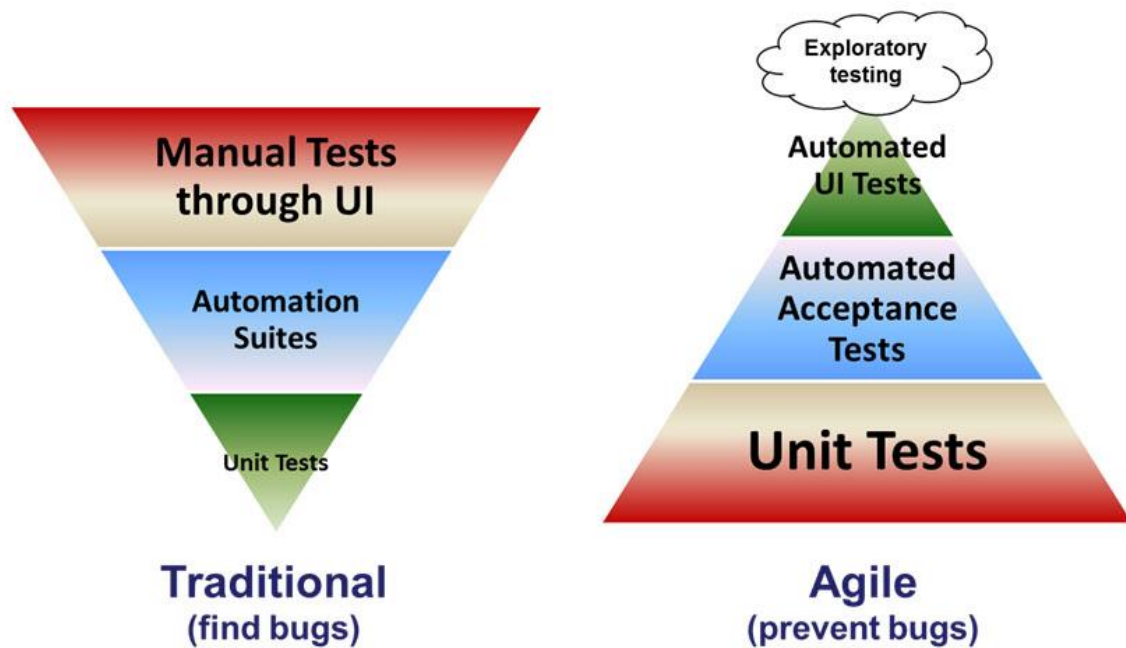 Manual Tests
through UI
Automation
Suites
Unit Tests
Traditional
(find bugs)
Exploratory
testing
Automated
UI Tests
Automated
Acceptance
Tests
Unit Tests
Agile
(prevent bugs)